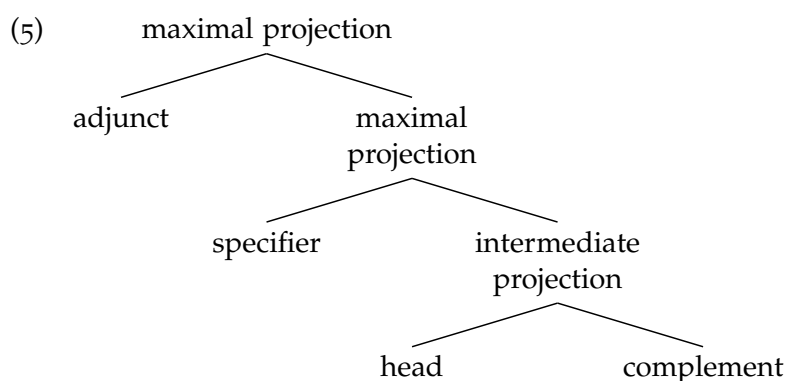 (5) maximal projection
adjunct maximal
projection
specifier intermediate
projection
head complement